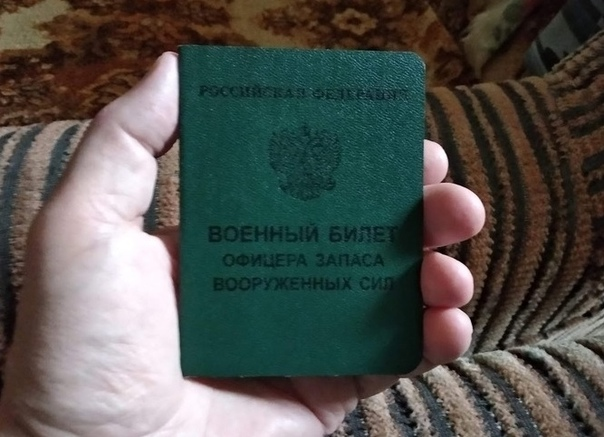 РОССИЙСКАЯ ФЕДЕРАЦИЯ
ВОЕННЫЙ БИЛЕТ
ОФИЦЕРА ЗАПАСА
ВООРУЖЕННЫХ СИЛ